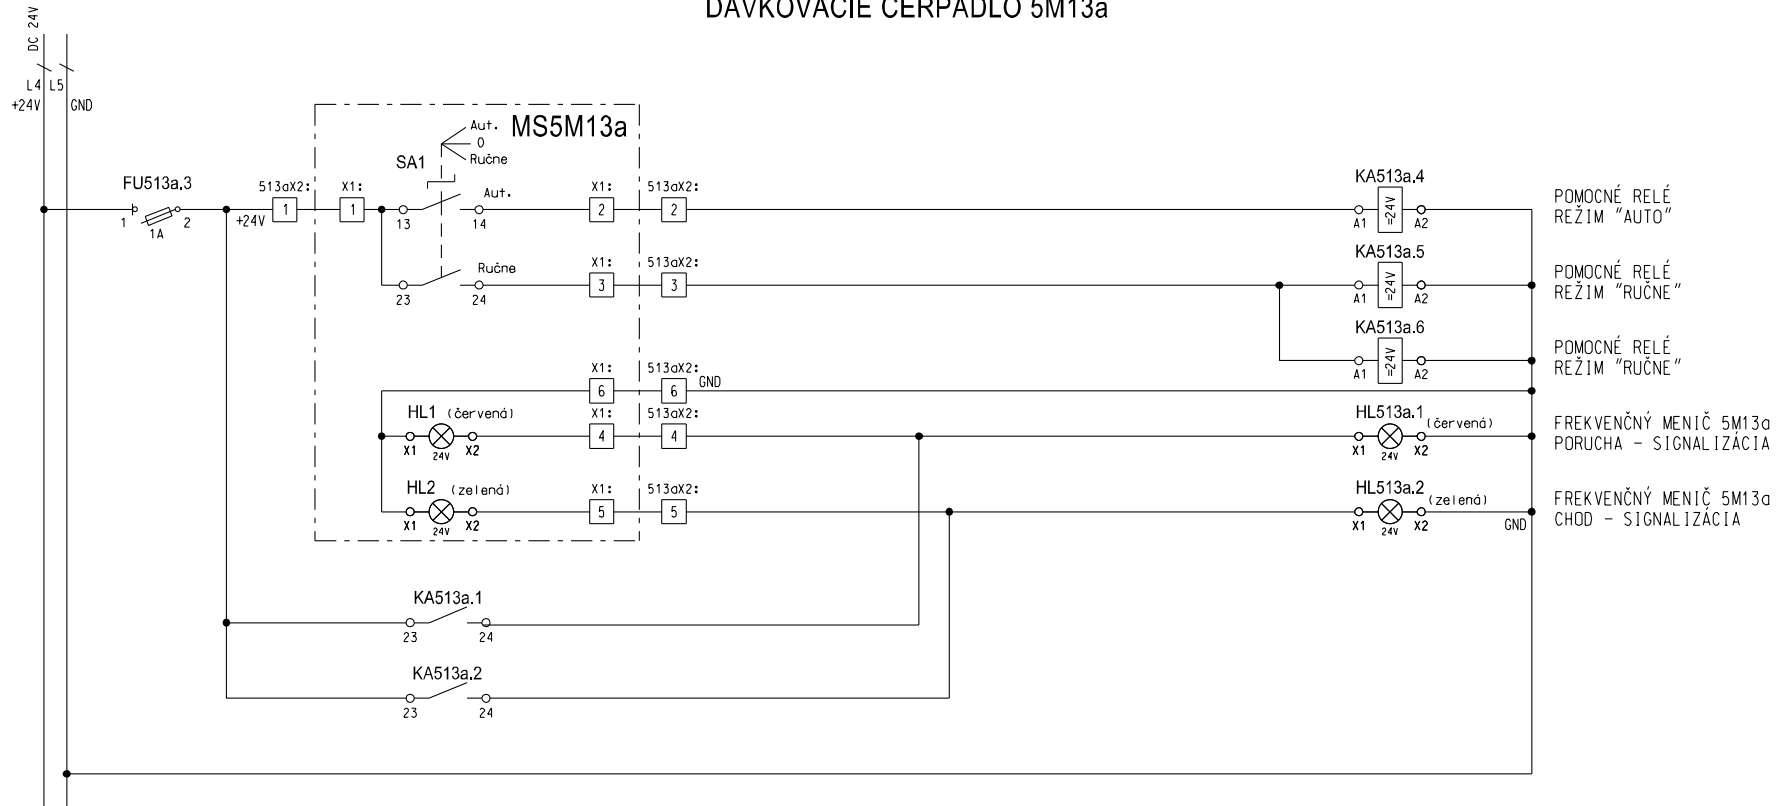 DÁVKOVACIE ČERPADLO 5M13a
DC 24V
L4 L5
+24V GND
MS5M13a
Aut.
0
Ručne
SA1
FU513a.3
1 2
1A
+24V
513aX2: X1:
1 1
13 14
Aut.
X1: 513aX2:
2 2
KA513a.4
A1 =24V A2
POMOCNÉ RELÉ
REŽIM "AUTO"
Ručne
23 24
X1: 513aX2:
3 3
KA513a.5
A1 =24V A2
POMOCNÉ RELÉ
REŽIM "RUČNE"
KA513a.6
A1 =24V A2
POMOCNÉ RELÉ
REŽIM "RUČNE"
X1: 513aX2:
6 6 GND
HL1 (červená)
X1 24V X2
X1: 513aX2:
4 4
HL513a.1 (červená)
X1 24V X2
FREKVENČNÝ MENIČ 5M13a
PORUCHA - SIGNALIZÁCIA
HL2 (zelená)
X1 24V X2
X1: 513aX2:
5 5
HL513a.2 (zelená)
X1 24V X2
GND
FREKVENČNÝ MENIČ 5M13a
CHOD - SIGNALIZÁCIA
KA513a.1
23 24
KA513a.2
23 24